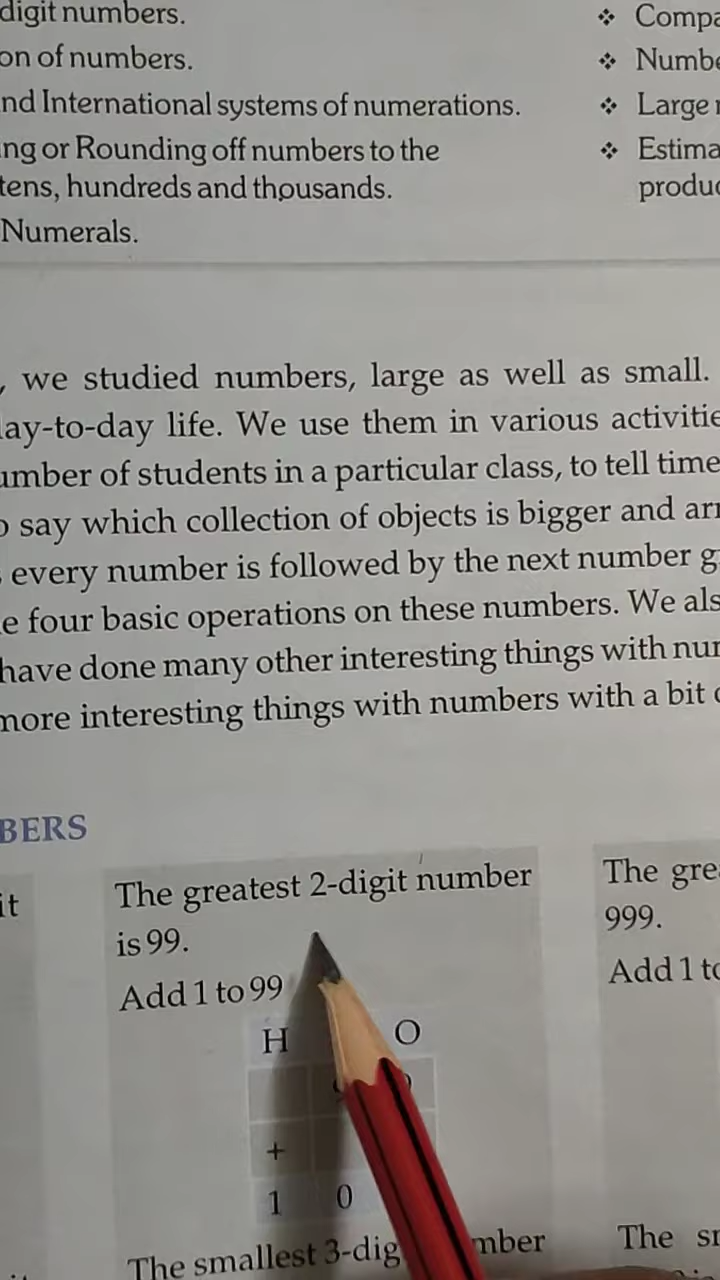 digit numbers.
on of numbers.
nd International systems of numerations.
ng or Rounding off numbers to the
tens, hundreds and thousands.
Numerals.
❖ Compa
❖ Numbe
❖ Large
❖ Estima
produc
, we studied numbers, large as well as small.
lay-to-day life. We use them in various activitie
umber of students in a particular class, to tell time
o say which collection of objects is bigger and arr
every number is followed by the next number g
e four basic operations on these numbers. We als
have done many other interesting things with nur
more interesting things with numbers with a bit
BERS
it
The greatest 2-digit number
is 99.
Add 1 to 99
H O
+
1 0
The smallest 3-dig mber
The gre
999.
Add 1 to
The sr